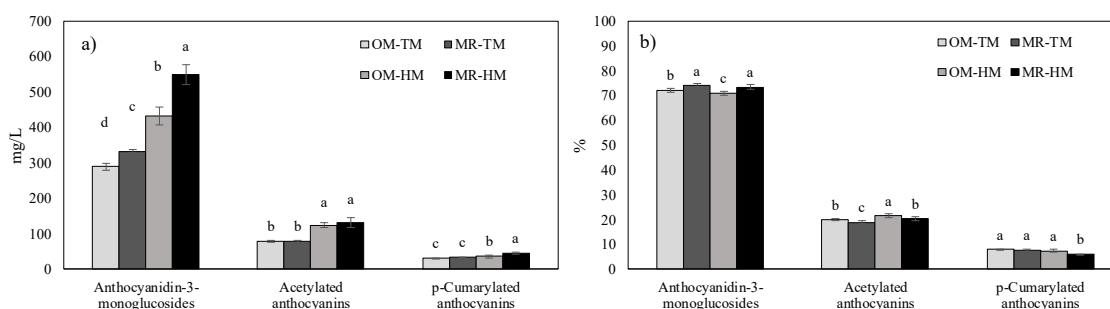 a)
OM-TM
MR-TM
OM-HM
MR-HM
mg/L
700
600
500
400
300
200
100
0
d
c
b
a
b
b
a
a
c
c
b
a
Anthocyanidin-3-
monoglucosides
Acetylated
anthocyanins
p-Cumarylated
anthocyanins
b)
OM-TM
MR-TM
OM-HM
MR-HM
%
100
90
80
70
60
50
40
30
20
10
0
b
a
c
a
b
c
a
b
a
a
a
b
Anthocyanidin-3-
monoglucosides
Acetylated
anthocyanins
p-Cumarylated
anthocyanins